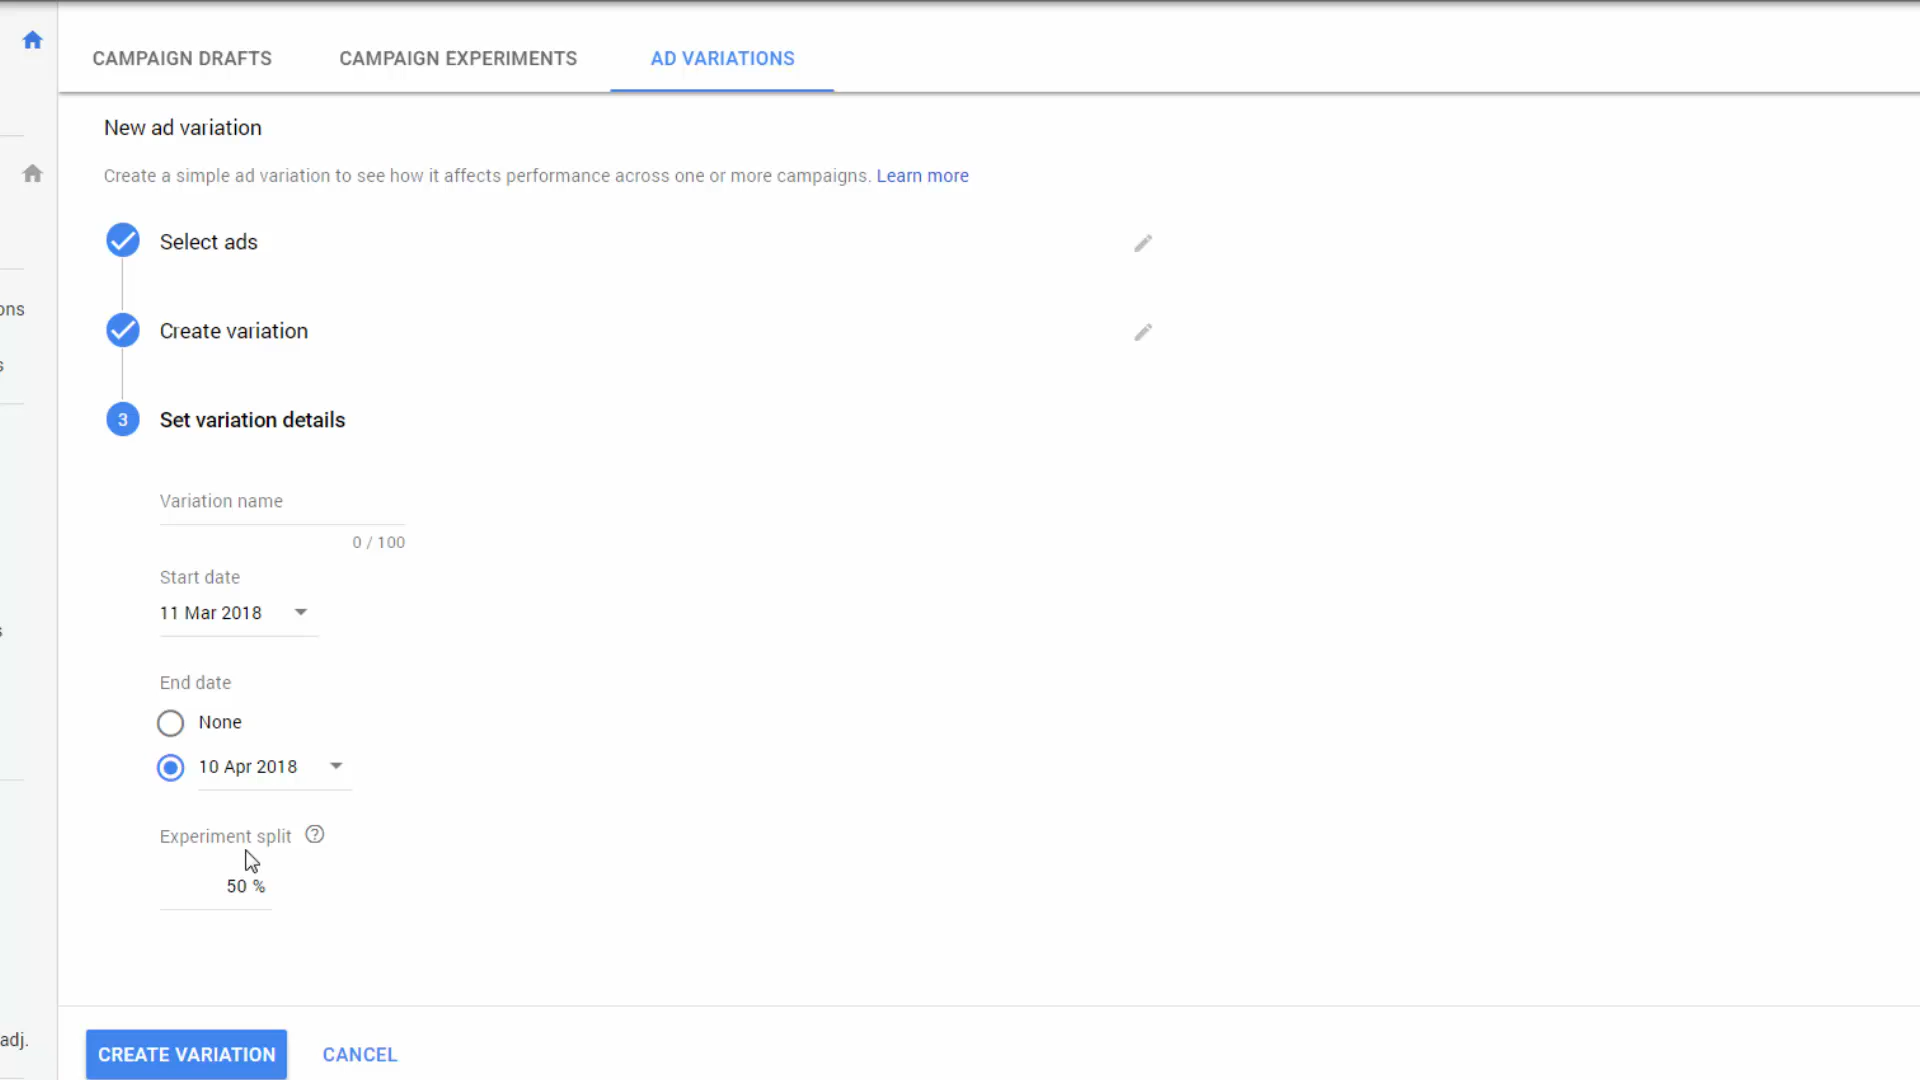 CAMPAIGN DRAFTS CAMPAIGN EXPERIMENTS AD VARIATIONS
New ad variation
Create a simple ad variation to see how it affects performance across one or more campaigns. Learn more
Select ads
ons
Create variation
s
3 Set variation details
Variation name
0 / 100
Start date
11 Mar 2018
s
End date
None
10 Apr 2018
Experiment split ?
50 %
adj.
CREATE VARIATION CANCEL